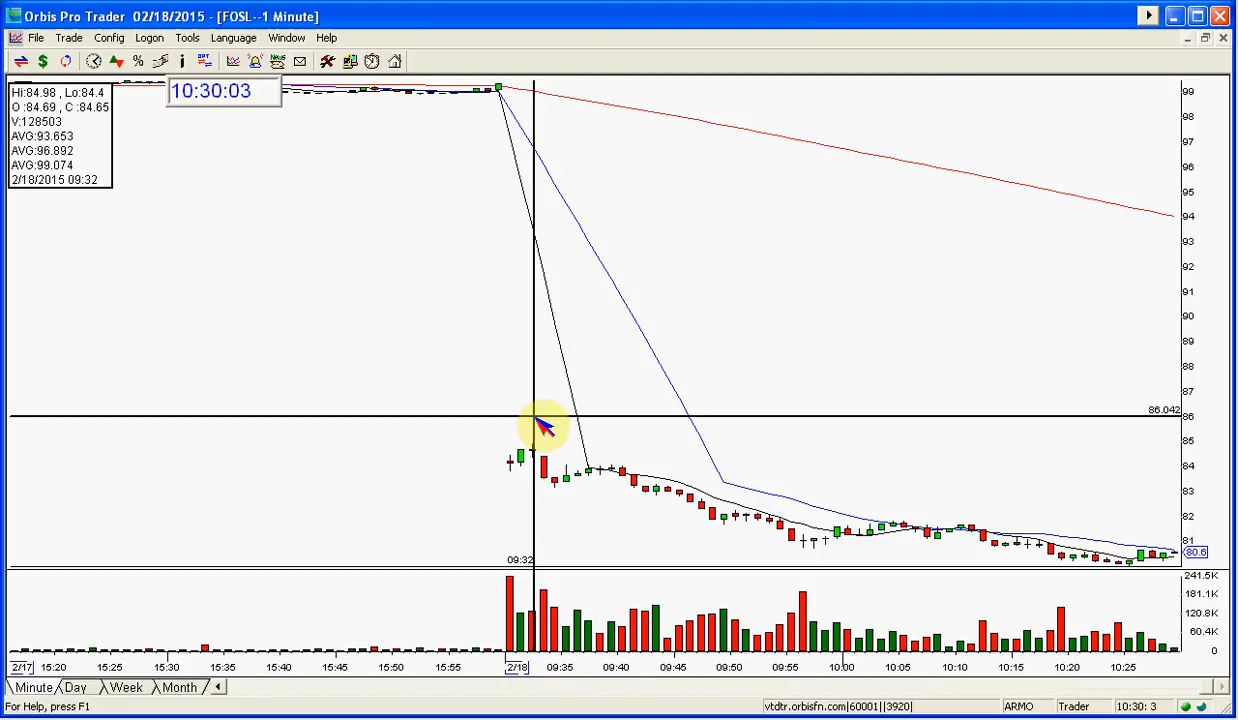 Orbis Pro Trader 02/18/2015 - [FOSL--1 Minute]
File Trade Config Logon Tools Language Window Help
Hi:84.98 , Lo:84.4
O :84.69 , C :84.65
V:128503
AVG:93.653
AVG:96.892
AVG:99.074
2/18/2015 09:32
10:30:03
99
98
97
96
95
94
93
92
91
90
89
88
87
86.042
86
85
84
83
82
81
80.6
09:32
241.5K
181.1K
120.8K
60.4K
0
2/17 15:20 15:25 15:30 15:35 15:40 15:45 15:50 15:55 2/18 09:35 09:40 09:45 09:50 09:55 10:00 10:05 10:10 10:15 10:20 10:25
Minute Day Week Month
For Help, press F1 vtdtr.orbisfn.com|60001||3920| ARMO Trader 10:30: 3